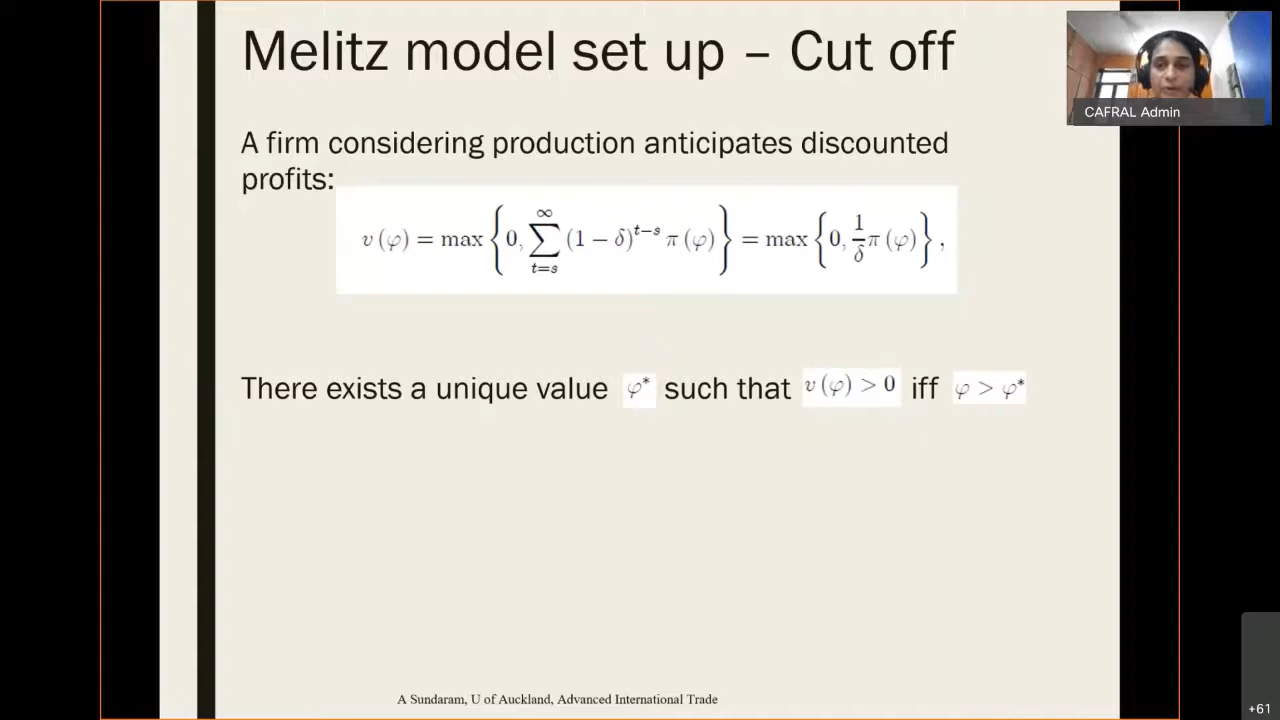 Melitz model set up – Cut off
CAFRAL Admin
A firm considering production anticipates discounted
profits:
v (φ) = max { 0, ∑_{t=s}^{∞} (1 − δ)^{t−s} π (φ) } = max { 0, 1/δ π (φ) } ,
There exists a unique value φ* such that v (φ) > 0 iff φ > φ*
A Sundaram, U of Auckland, Advanced International Trade
+61